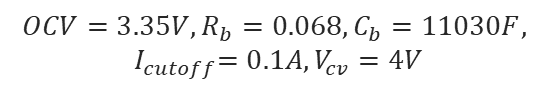 OCV = 3.35V, R_b = 0.068, C_b = 11030F,
I_cutoff = 0.1A, V_cv = 4V